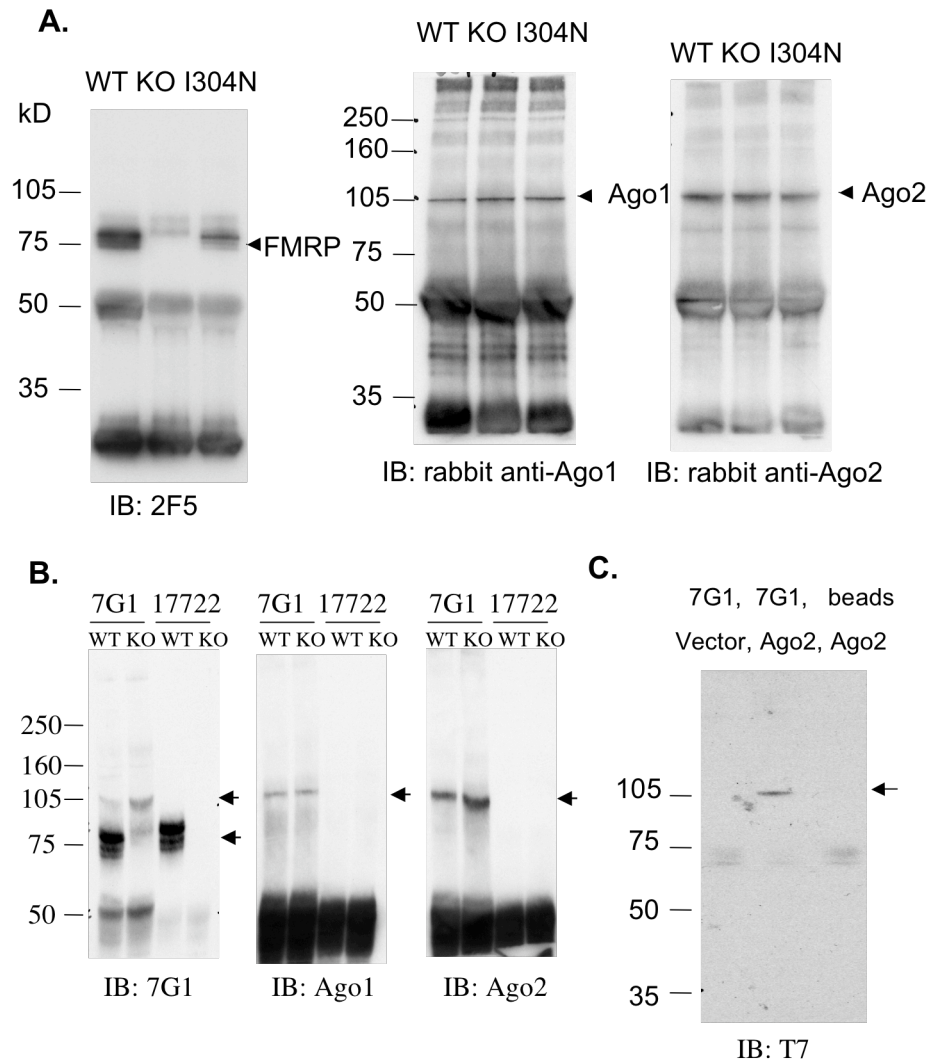 A.
WT KO I304N
WT KO I304N
WT KO I304N
kD
105
75
50
35
FMRP
250
160
105
75
50
35
Ago1
Ago2
IB: 2F5
IB: rabbit anti-Ago1
IB: rabbit anti-Ago2
B.
7G1 17722
WT KO WT KO
7G1 17722
WT KO WT KO
7G1 17722
WT KO WT KO
250
160
105
75
50
IB: 7G1
IB: Ago1
IB: Ago2
C.
7G1, 7G1, beads
Vector, Ago2, Ago2
105
75
50
35
IB: T7